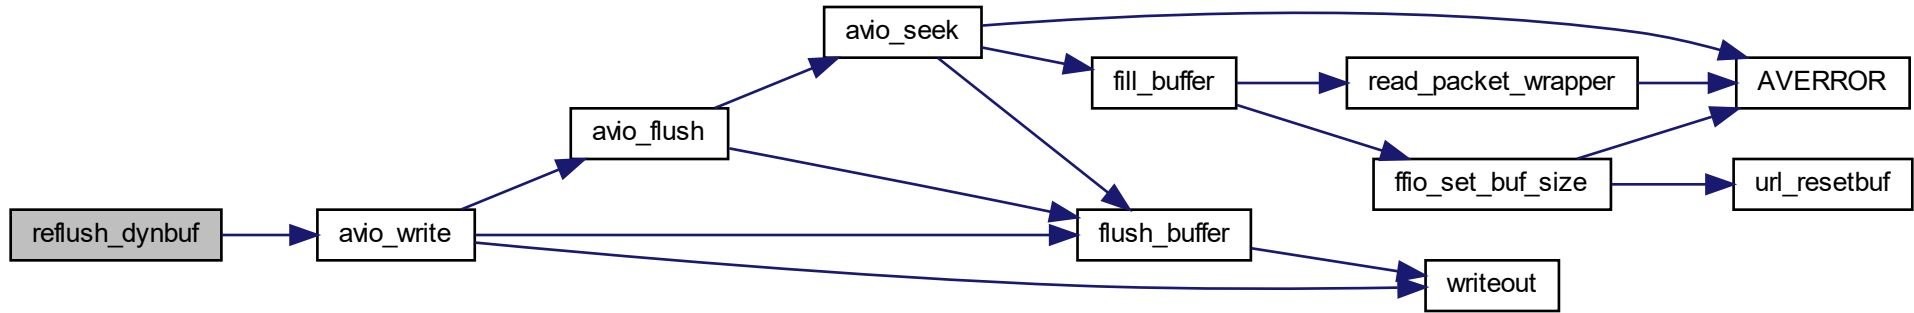 avio_seek
fill_buffer
read_packet_wrapper
AVERROR
avio_flush
ffio_set_buf_size
url_resetbuf
reflush_dynbuf
avio_write
flush_buffer
writeout